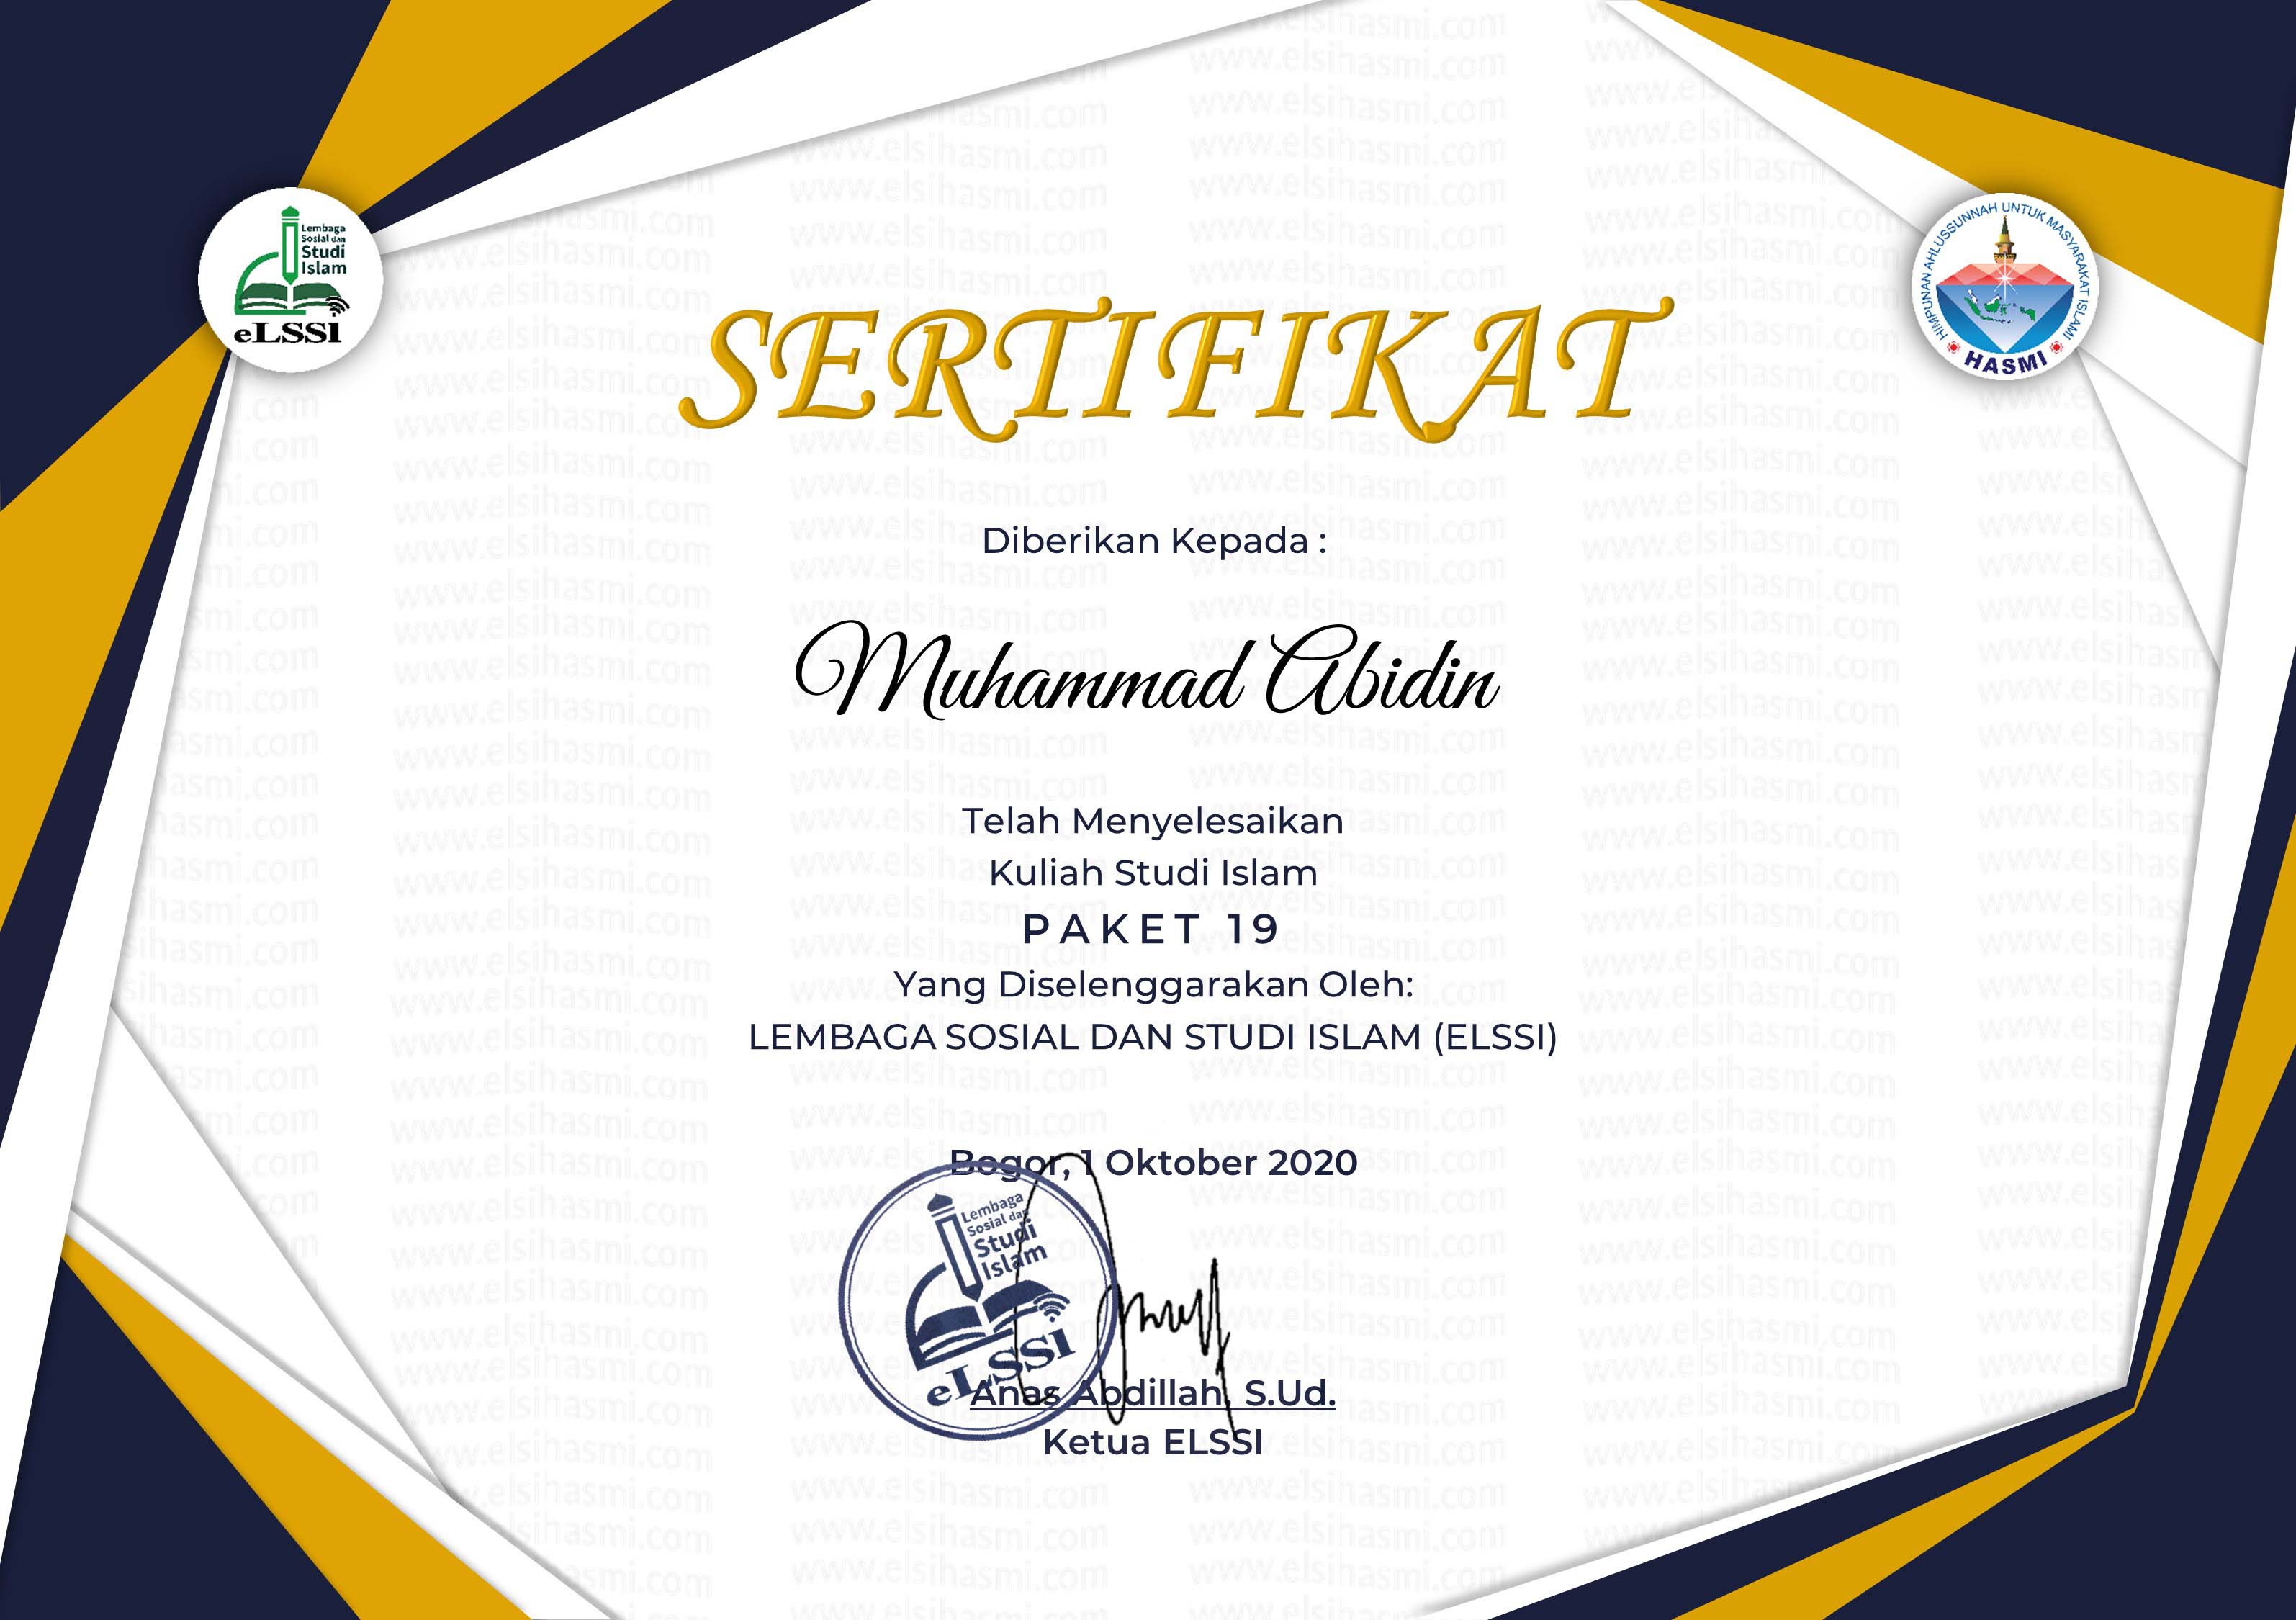 Lembaga
Sosial dan
Studi
Islam
eLSSI
HIMPUNAN AHLUSSUNNAH UNTUK MASYARAKAT ISLAMI
HASMI
SERTIFIKAT
Diberikan Kepada :
Muhammad Abidin
Telah Menyelesaikan
Kuliah Studi Islam
PAKET 19
Yang Diselenggarakan Oleh:
LEMBAGA SOSIAL DAN STUDI ISLAM (ELSSI)
Bogor, 1 Oktober 2020
Lembaga
Sosial dan
Studi
Islam
eLSSI
Anas Abdillah, S.Ud.
Ketua ELSSI
www.elsihasmi.com